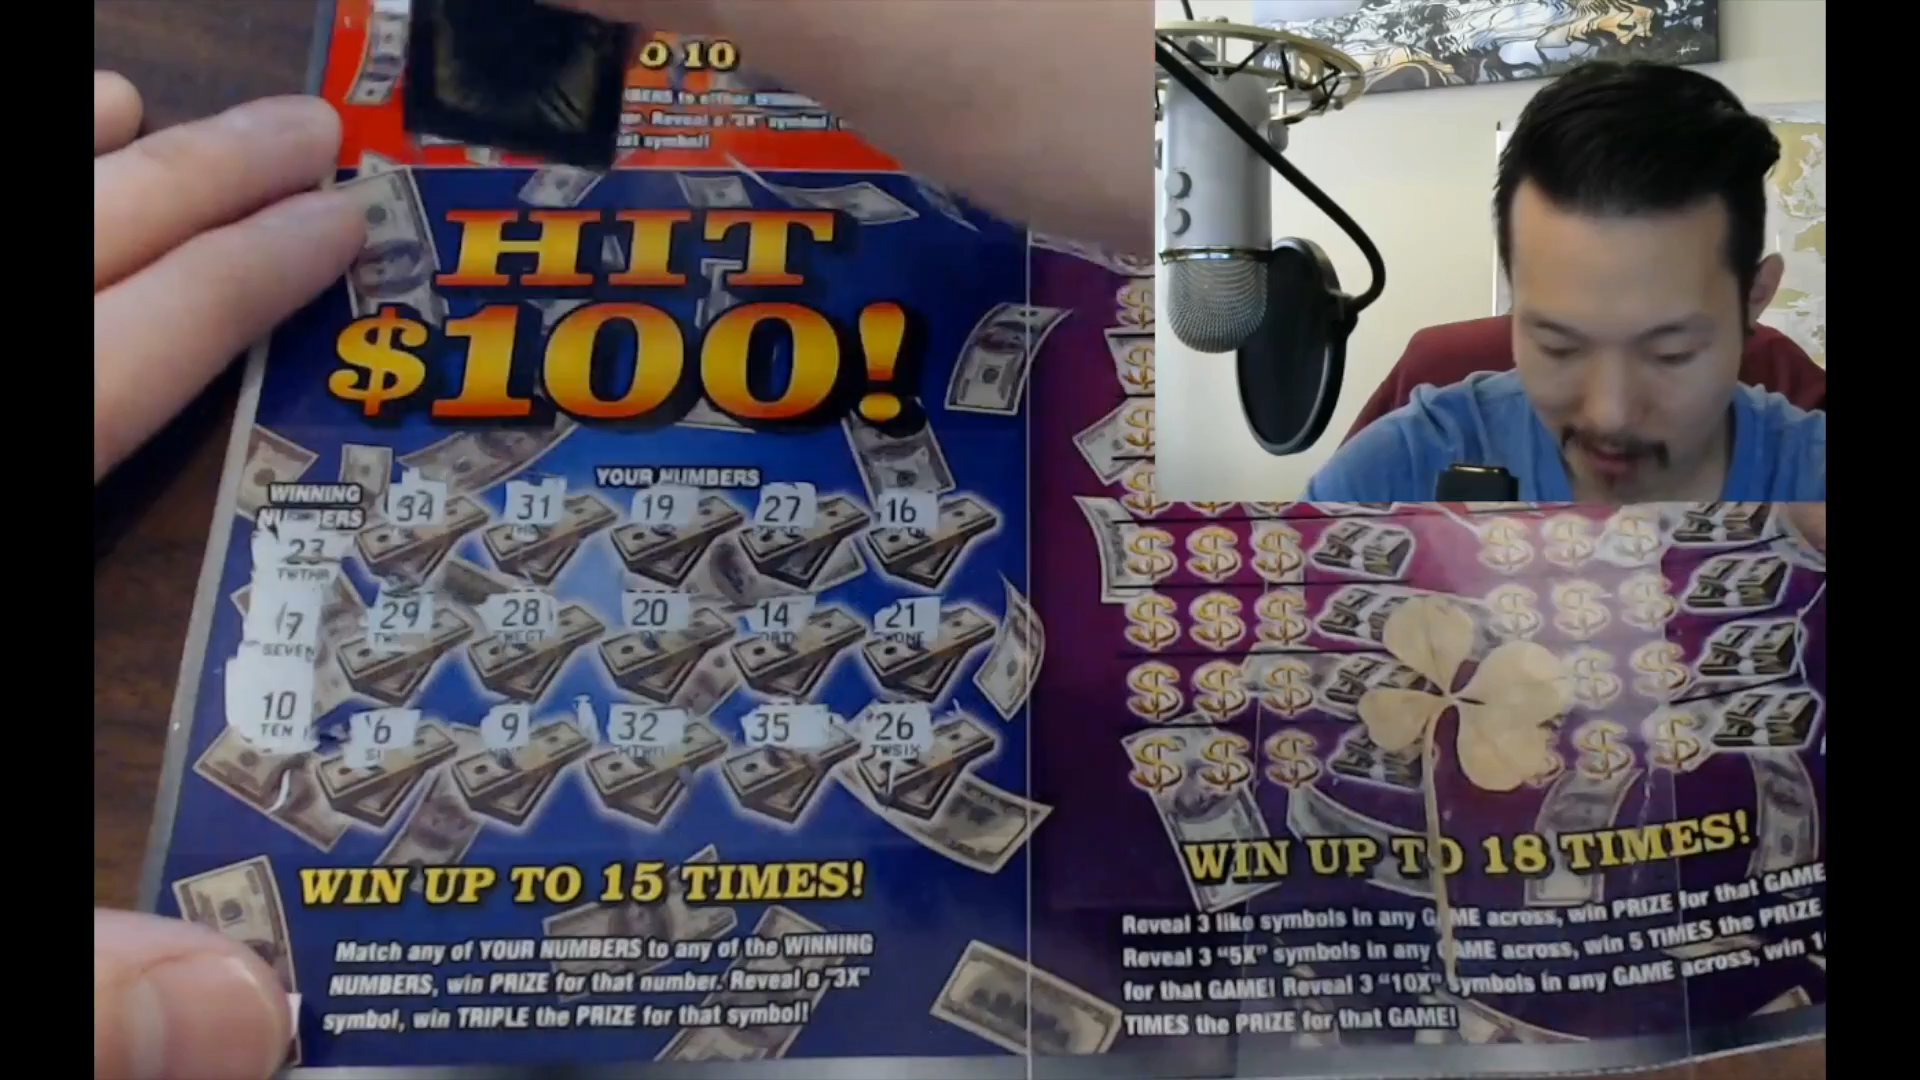 O 10
symbol
symbol!
HIT
$100!
YOUR NUMBERS
WINNING
34 31 19 27 16
23
29 28 20 14 21
17
SEVEN
10
TEN
6 9 32 35 26
TWSIX
WIN UP TO 15 TIMES!
Match any of YOUR NUMBERS to any of the WINNING
NUMBERS, win PRIZE for that number. Reveal a "3X"
symbol, win TRIPLE the PRIZE for that symbol!
WIN UP TO 18 TIMES!
Reveal 3 like symbols in any GAME across, win PRIZE for that GAME
Reveal 3 "5X" symbols in any GAME across, win 5 TIMES the PRIZE
for that GAME! Reveal 3 "10X" symbols in any GAME across, win
TIMES the PRIZE for that GAME!